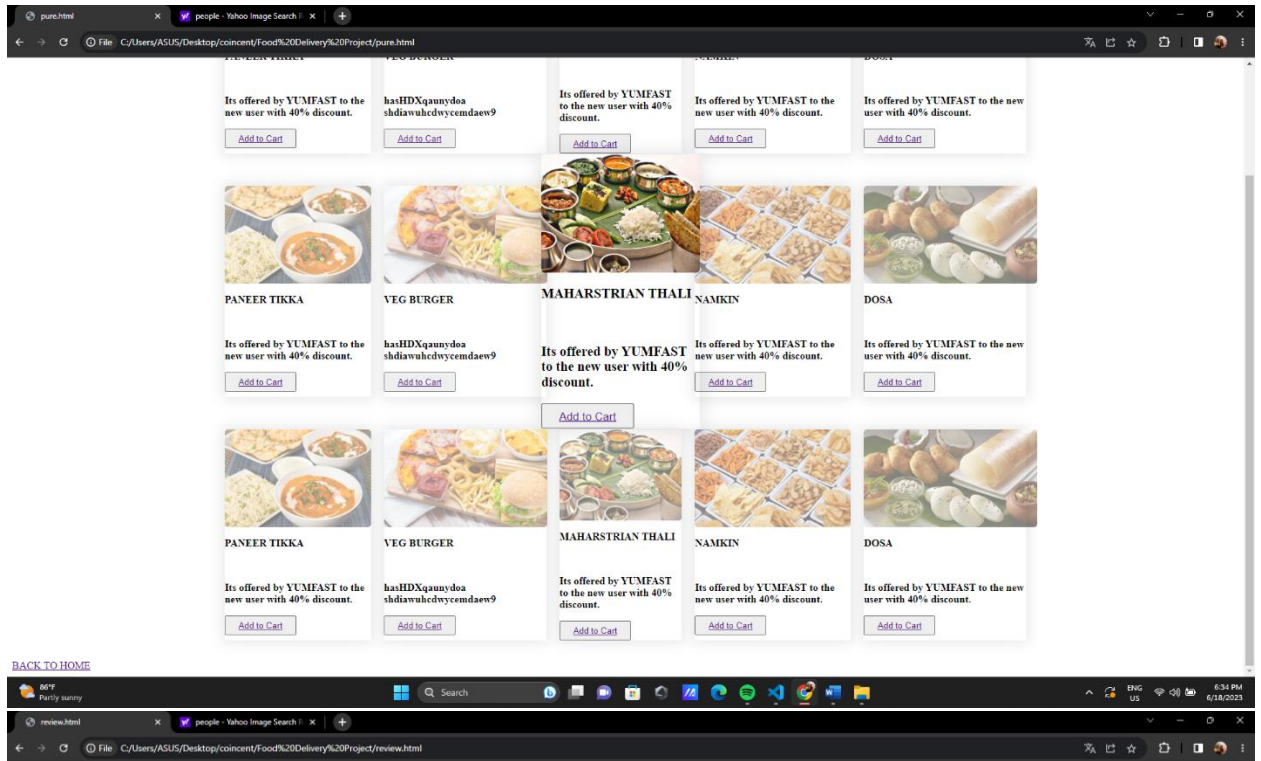 pure.html
people - Yahoo Image Search R
File C:/Users/ASUS/Desktop/coincent/Food%20Delivery%20Project/pure.html
PANEER TIKKA VEG BURGER NAMKIN DOSA
Its offered by YUMFAST to the new user with 40% discount.
hasHDXqaunydoa shdiawuhcdwycemdaew9
Its offered by YUMFAST to the new user with 40% discount.
Its offered by YUMFAST to the new user with 40% discount.
Its offered by YUMFAST to the new user with 40% discount.
Add to Cart Add to Cart Add to Cart Add to Cart Add to Cart
PANEER TIKKA
VEG BURGER
MAHARSTRIAN THALI
NAMKIN
DOSA
Its offered by YUMFAST to the
new user with 40% discount.
hasHDXqaunydoa
shdiawuhcdwycemdaew9
Its offered by YUMFAST
to the new user with 40%
discount.
Its offered by YUMFAST to the
new user with 40% discount.
Its offered by YUMFAST to the new
user with 40% discount.
Add to Cart Add to Cart Add to Cart Add to Cart Add to Cart
PANEER TIKKA
VEG BURGER
MAHARSTRIAN THALI
NAMKIN
DOSA
Its offered by YUMFAST to the
new user with 40% discount.
hasHDXqaunydoa
shdiawuhcdwycemdaew9
Its offered by YUMFAST
to the new user with 40%
discount.
Its offered by YUMFAST to the
new user with 40% discount.
Its offered by YUMFAST to the new
user with 40% discount.
Add to Cart Add to Cart Add to Cart Add to Cart Add to Cart
BACK TO HOME
86°F
Partly sunny
Search
ENG
US
6:34 PM
6/18/2023
review.html
people - Yahoo Image Search R
File C:/Users/ASUS/Desktop/coincent/Food%20Delivery%20Project/review.html